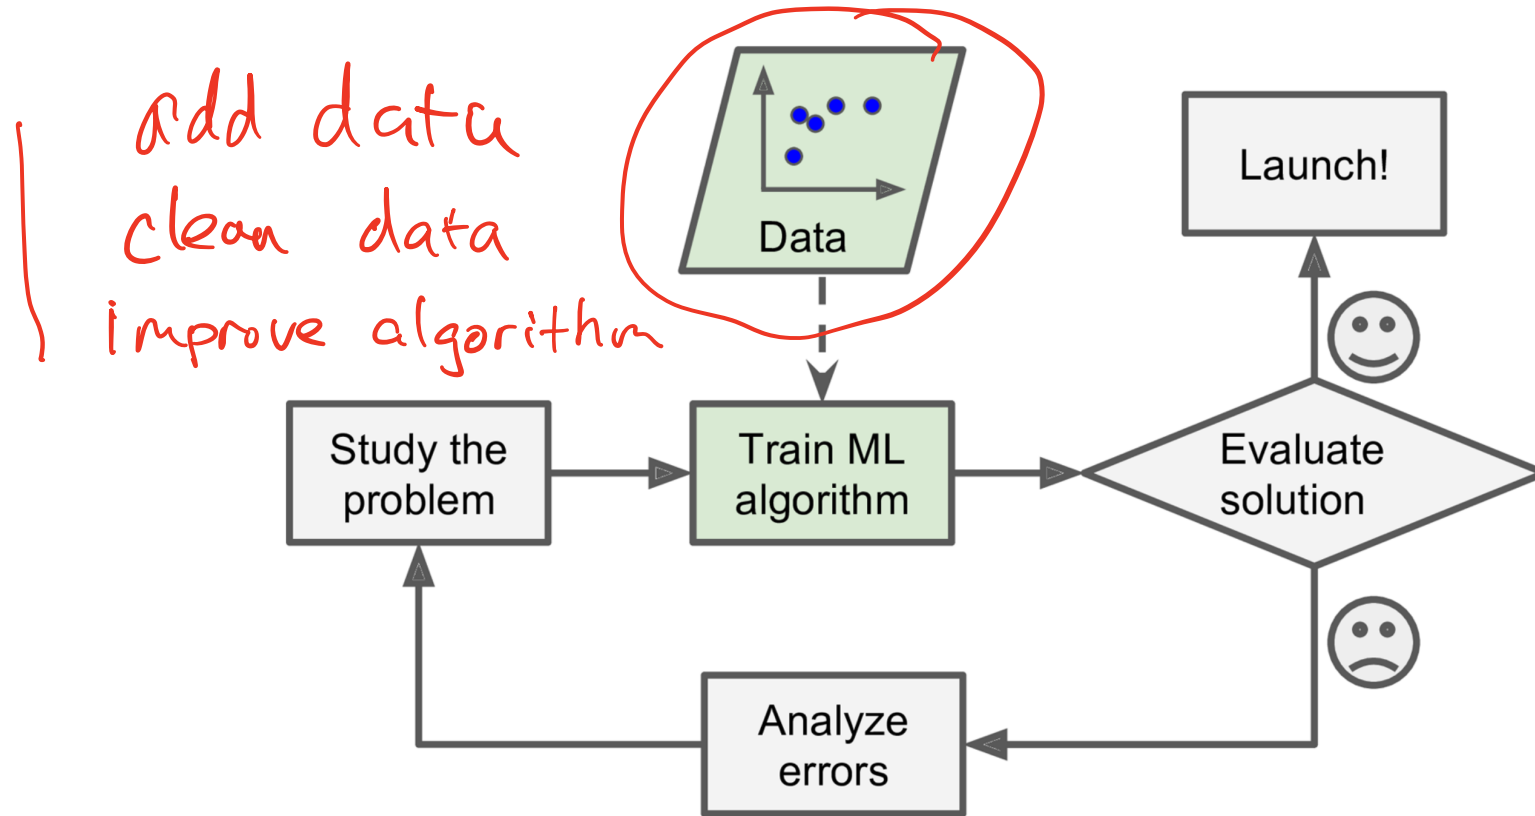 add data
clean data
improve algorithm
Data
Launch!
Study the
problem
Train ML
algorithm
Evaluate
solution
Analyze
errors